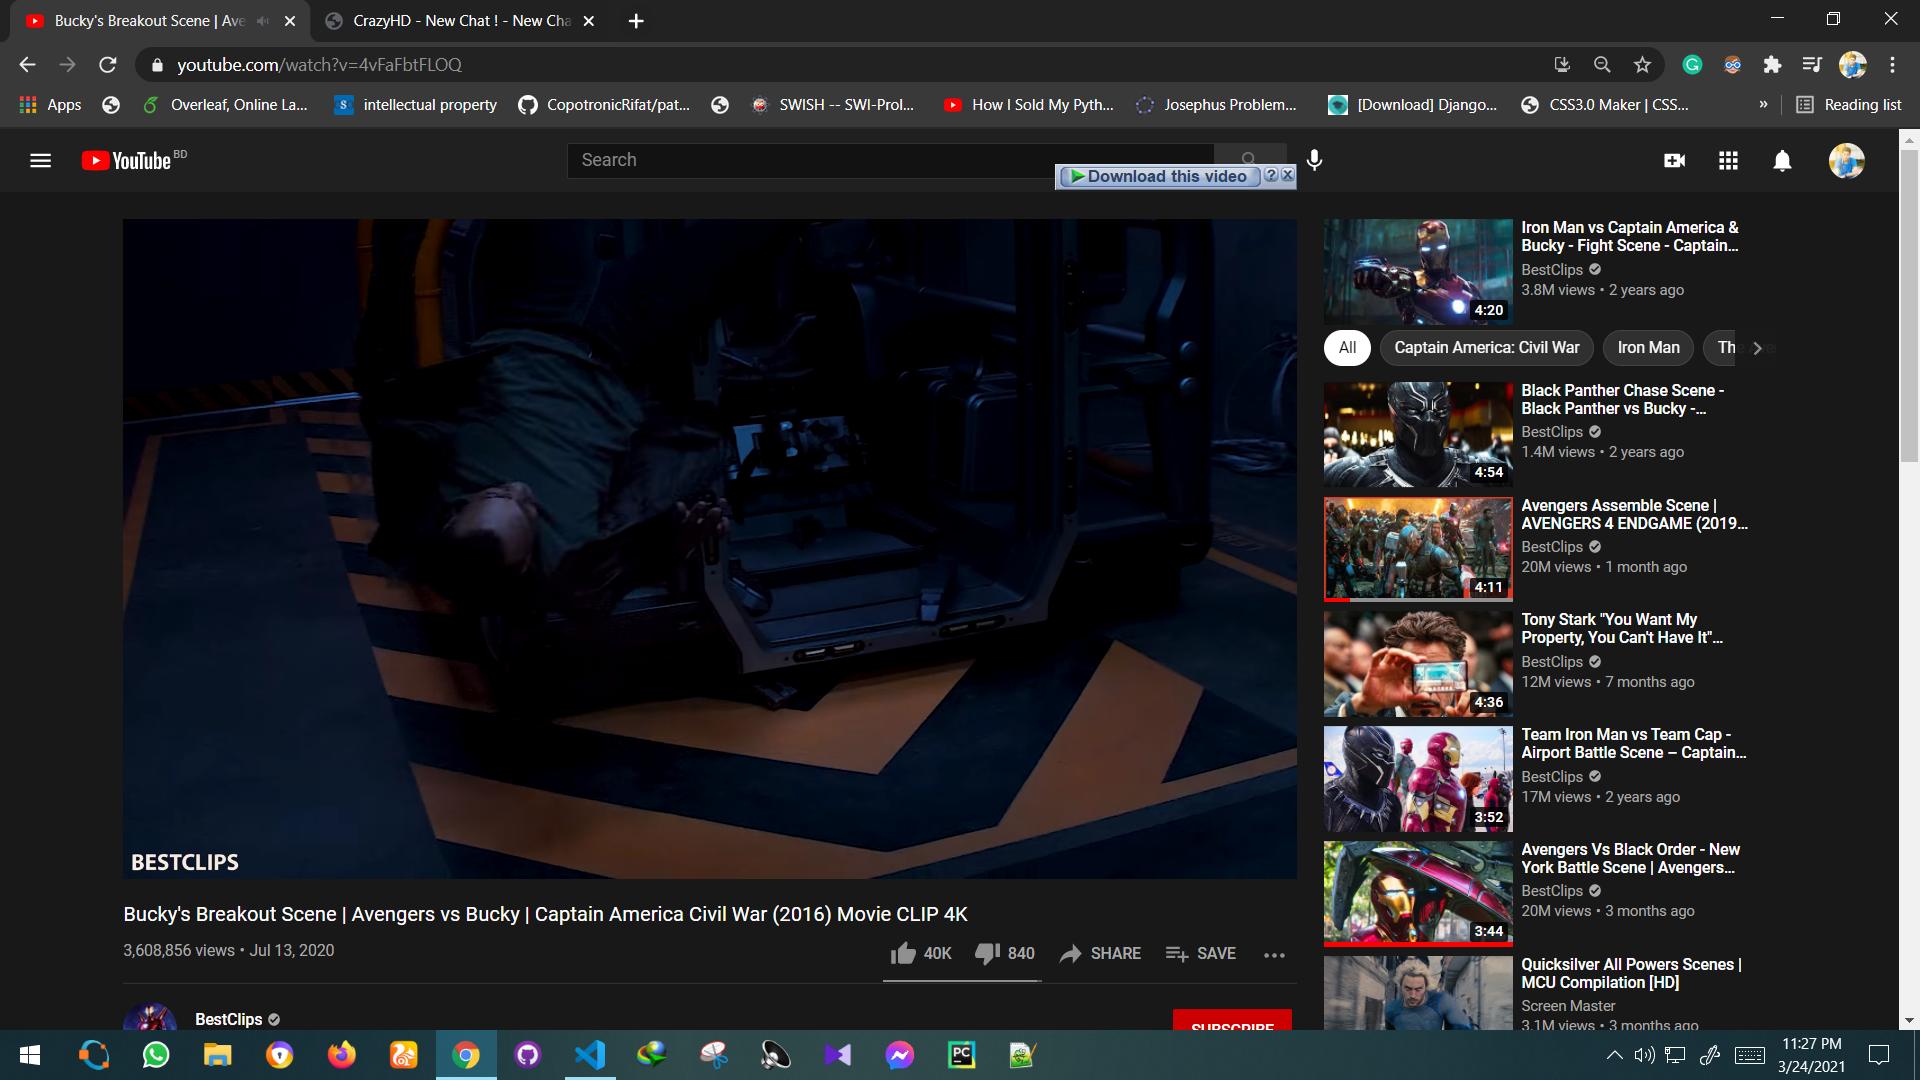 Bucky's Breakout Scene | Ave
CrazyHD - New Chat ! - New Cha
youtube.com/watch?v=4vFaFbtFLOQ
Apps
Overleaf, Online La...
intellectual property
CopotronicRifat/pat...
SWISH -- SWI-Prol...
How I Sold My Pyth...
Josephus Problem...
[Download] Django...
CSS3.0 Maker | CSS...
»
Reading list
YouTube BD
Search
Download this video
Iron Man vs Captain America &
Bucky - Fight Scene - Captain...
BestClips
3.8M views • 2 years ago
4:20
All
Captain America: Civil War
Iron Man
Black Panther Chase Scene -
Black Panther vs Bucky -...
BestClips
1.4M views • 2 years ago
4:54
Avengers Assemble Scene |
AVENGERS 4 ENDGAME (2019...
BestClips
20M views • 1 month ago
4:11
Tony Stark "You Want My
Property, You Can't Have It"...
BestClips
12M views • 7 months ago
4:36
Team Iron Man vs Team Cap -
Airport Battle Scene – Captain...
BestClips
17M views • 2 years ago
3:52
Avengers Vs Black Order - New
York Battle Scene | Avengers...
BestClips
20M views • 3 months ago
3:44
Quicksilver All Powers Scenes |
MCU Compilation [HD]
Screen Master
3.1M views • 3 months ago
BESTCLIPS
Bucky's Breakout Scene | Avengers vs Bucky | Captain America Civil War (2016) Movie CLIP 4K
3,608,856 views • Jul 13, 2020
40K
840
SHARE
SAVE
BestClips
SUBSCRIBE
PC
11:27 PM
3/24/2021